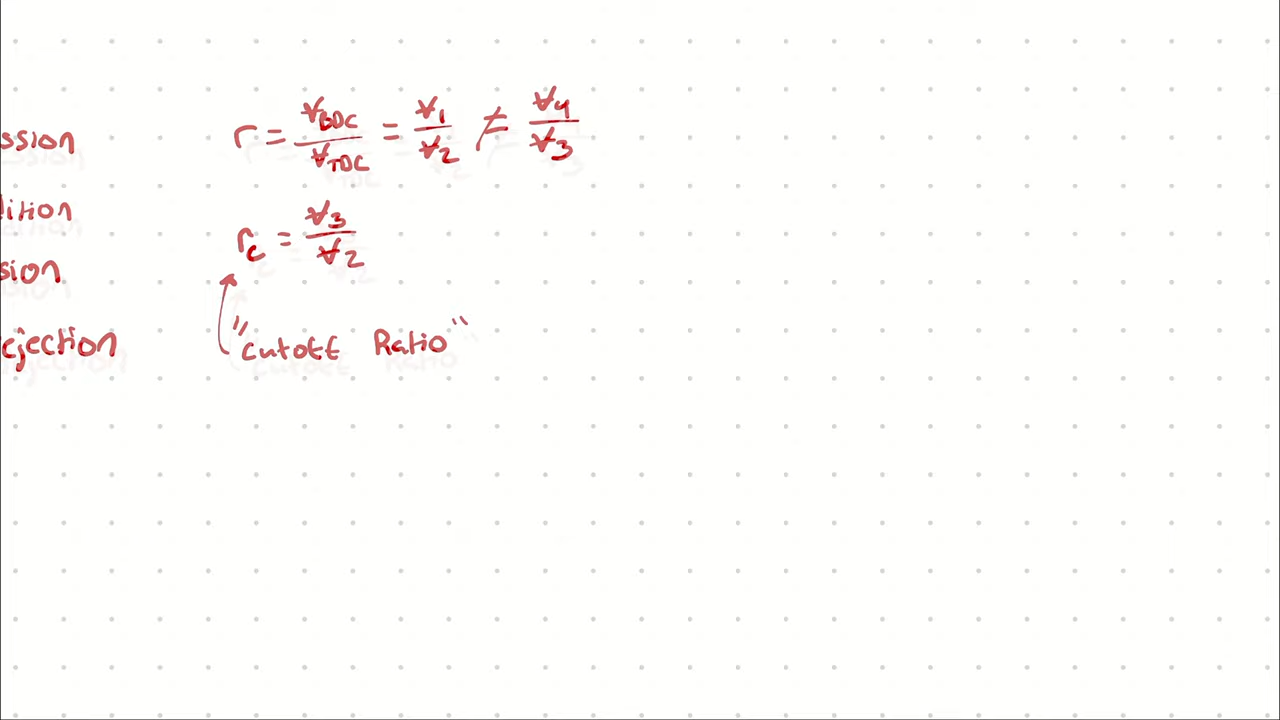 ssion
r = V_BDC / V_TDC = V_1 / V_2 ≠ V_4 / V_3
dition
r_c = V_3 / V_2
sion
ejection
"Cutoff Ratio"